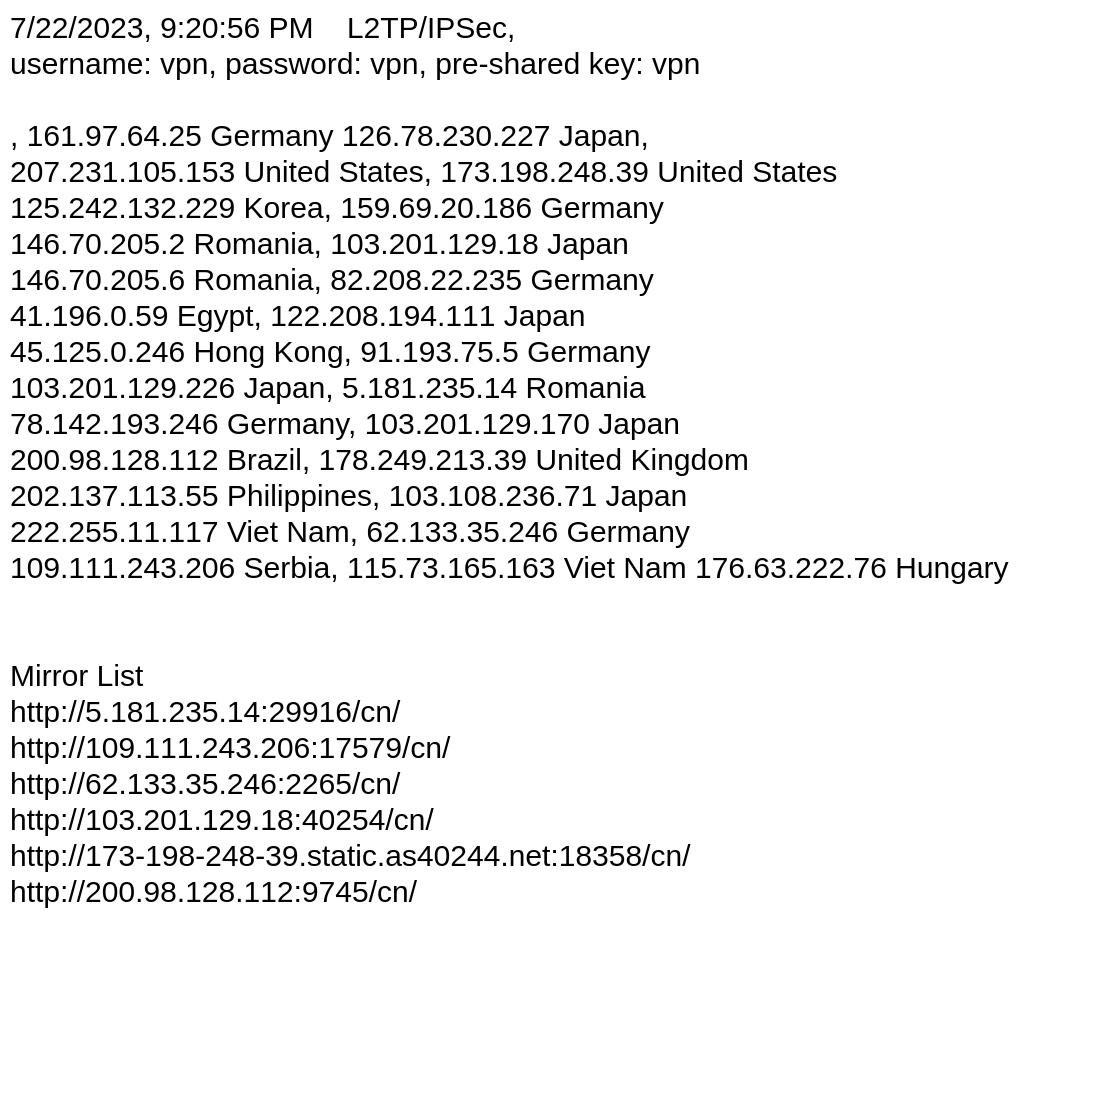 7/22/2023, 9:20:56 PM    L2TP/IPSec,
username: vpn, password: vpn, pre-shared key: vpn
, 161.97.64.25 Germany 126.78.230.227 Japan,
207.231.105.153 United States, 173.198.248.39 United States
125.242.132.229 Korea, 159.69.20.186 Germany
146.70.205.2 Romania, 103.201.129.18 Japan
146.70.205.6 Romania, 82.208.22.235 Germany
41.196.0.59 Egypt, 122.208.194.111 Japan
45.125.0.246 Hong Kong, 91.193.75.5 Germany
103.201.129.226 Japan, 5.181.235.14 Romania
78.142.193.246 Germany, 103.201.129.170 Japan
200.98.128.112 Brazil, 178.249.213.39 United Kingdom
202.137.113.55 Philippines, 103.108.236.71 Japan
222.255.11.117 Viet Nam, 62.133.35.246 Germany
109.111.243.206 Serbia, 115.73.165.163 Viet Nam 176.63.222.76 Hungary
Mirror List
http://5.181.235.14:29916/cn/
http://109.111.243.206:17579/cn/
http://62.133.35.246:2265/cn/
http://103.201.129.18:40254/cn/
http://173-198-248-39.static.as40244.net:18358/cn/
http://200.98.128.112:9745/cn/